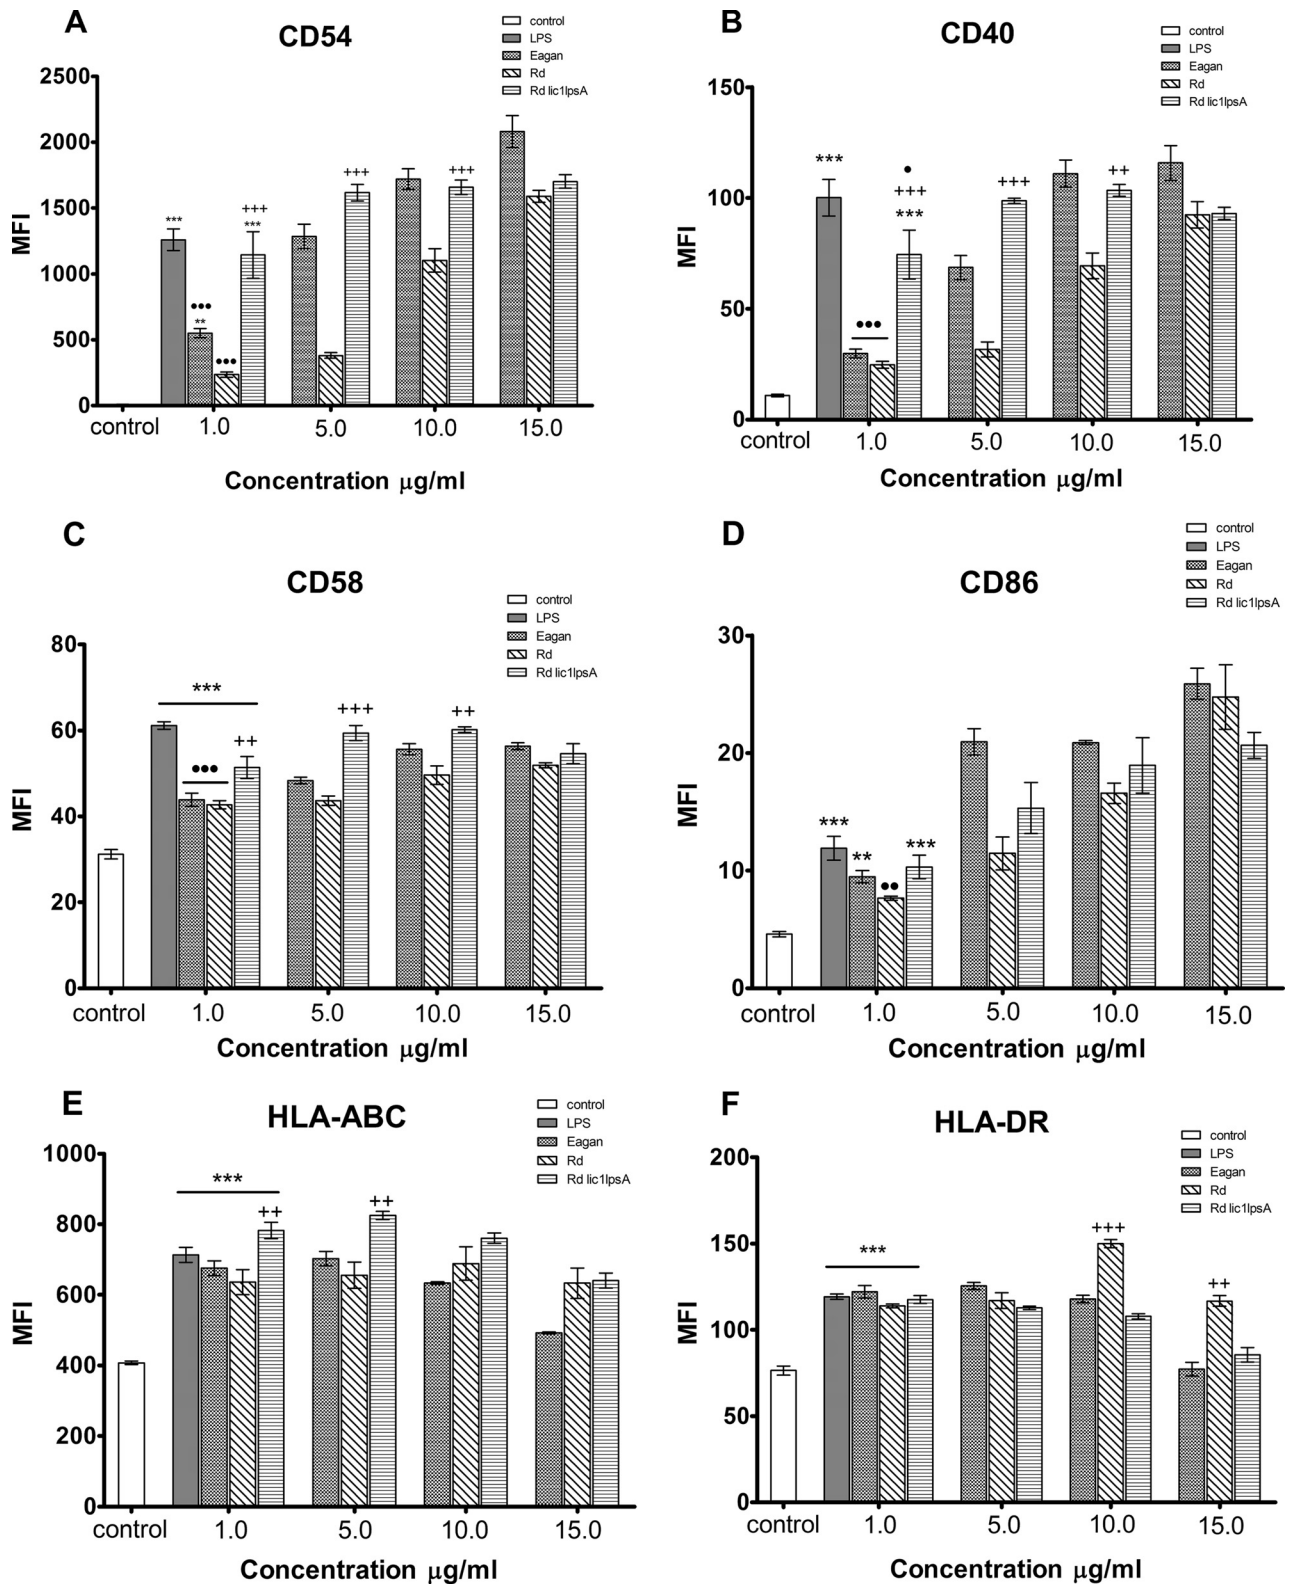 A
CD54
control
LPS
Eagan
Rd
Rd lic1lpsA
MFI
2500
2000
1500
1000
500
0
***
•••
**
•••
+++
***
+++
+++
control 1.0 5.0 10.0 15.0
Concentration μg/ml
B
CD40
control
LPS
Eagan
Rd
Rd lic1lpsA
MFI
150
100
50
0
***
•••
•
+++
***
+++
++
control 1.0 5.0 10.0 15.0
Concentration μg/ml
C
CD58
control
LPS
Eagan
Rd
Rd lic1lpsA
MFI
80
60
40
20
0
***
•••
++
+++
++
control 1.0 5.0 10.0 15.0
Concentration μg/ml
D
CD86
control
LPS
Eagan
Rd
Rd lic1lpsA
MFI
30
20
10
0
***
**
••
***
control 1.0 5.0 10.0 15.0
Concentration μg/ml
E
HLA-ABC
control
LPS
Eagan
Rd
Rd lic1lpsA
MFI
1000
800
600
400
200
0
***
++
++
control 1.0 5.0 10.0 15.0
Concentration μg/ml
F
HLA-DR
control
LPS
Eagan
Rd
Rd lic1lpsA
MFI
200
150
100
50
0
***
+++
++
control 1.0 5.0 10.0 15.0
Concentration μg/ml